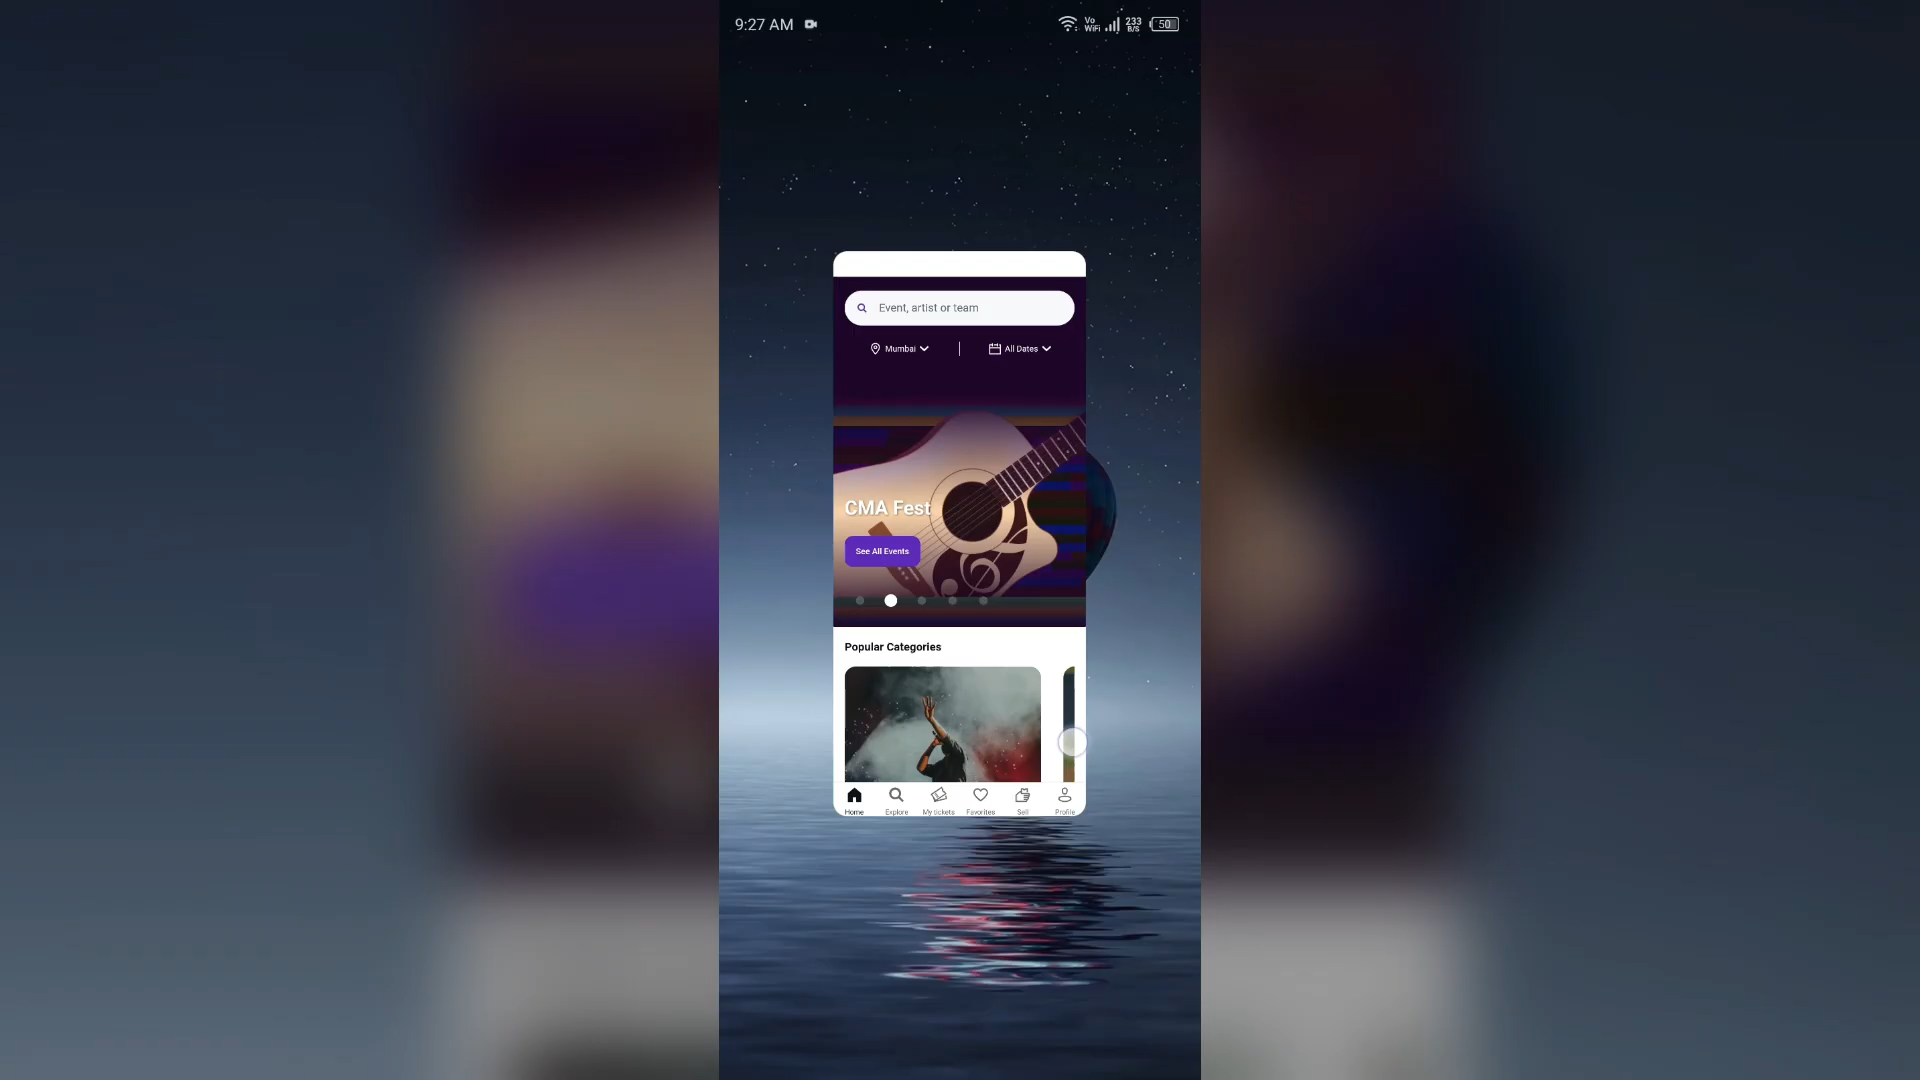 9:27 AM
Vo WiFi 233 B/S 50
Event, artist or team
Mumbai All Dates
CMA Fest
See All Events
Popular Categories
Home Explore My tickets Favorites Sell Profile